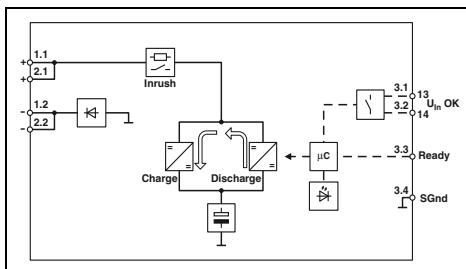 + 1.1
+ 2.1
- 1.2
- 2.2
Inrush
Charge
Discharge
µC
3.1 13
U_In OK
3.2 14
3.3 Ready
3.4 SGnd